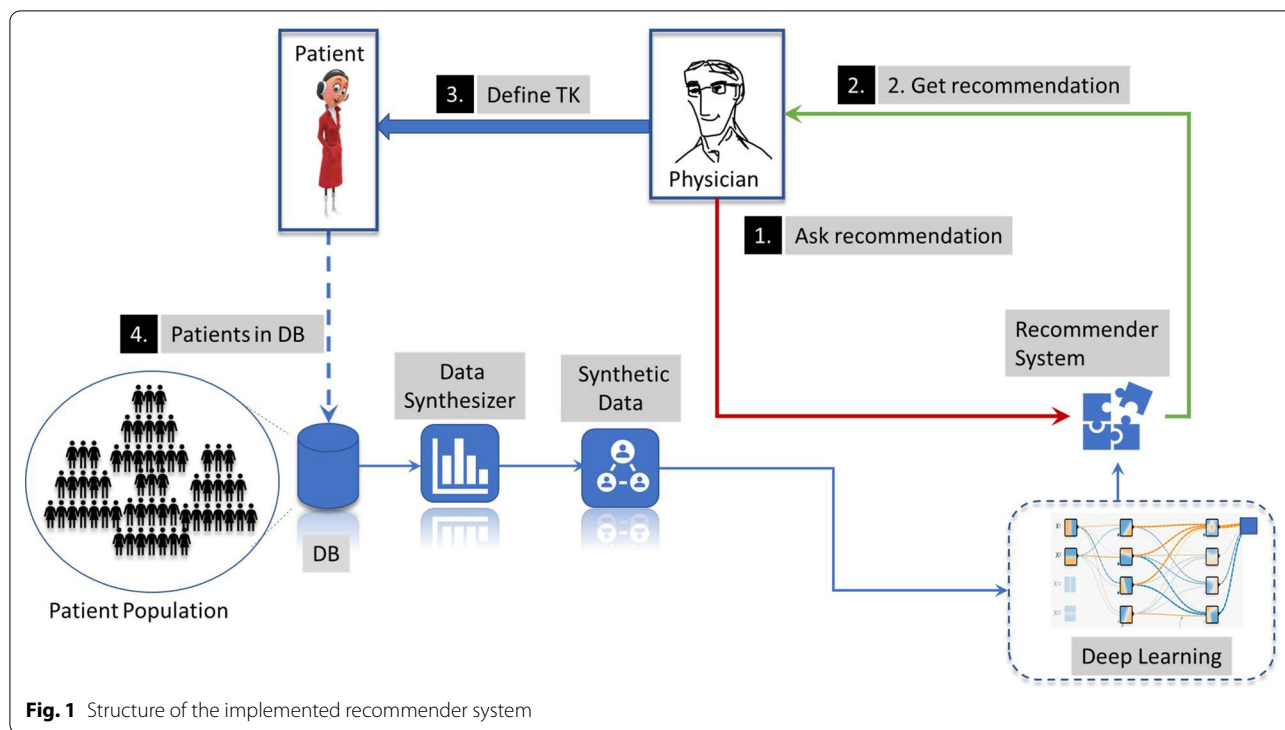 Patient
3. Define TK
Physician
2. 2. Get recommendation
1. Ask recommendation
4. Patients in DB
Data
Synthesizer
Synthetic
Data
Recommender
System
DB
Patient Population
Deep Learning
Fig. 1 Structure of the implemented recommender system